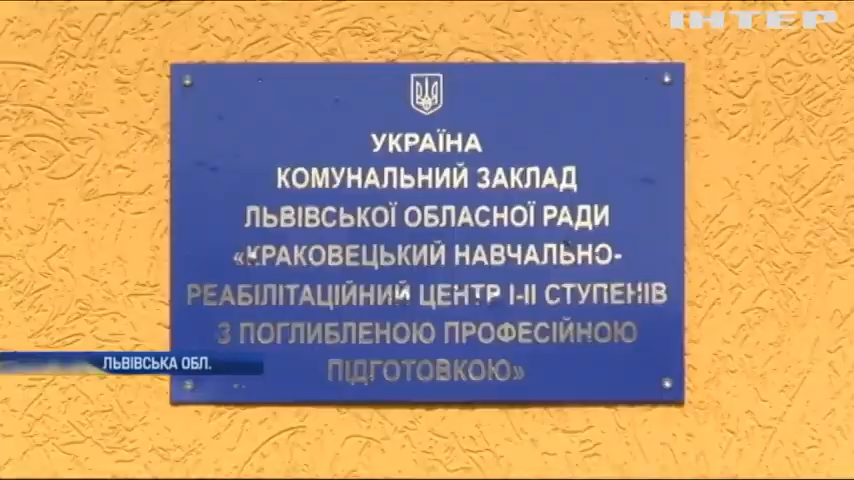 ІНТЕР
УКРАЇНА
КОМУНАЛЬНИЙ ЗАКЛАД
ЛЬВІВСЬКОЇ ОБЛАСНОЇ РАДИ
«КРАКОВЕЦЬКИЙ НАВЧАЛЬНО-
РЕАБІЛІТАЦІЙНИЙ ЦЕНТР І-ІІ СТУПЕНІВ
З ПОГЛИБЛЕНОЮ ПРОФЕСІЙНОЮ
ПІДГОТОВКОЮ»
ЛЬВІВСЬКА ОБЛ.